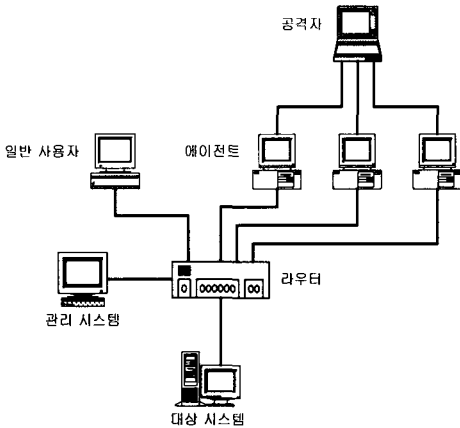 공격자
일반 사용자
에이전트
라우터
관리 시스템
대상 시스템